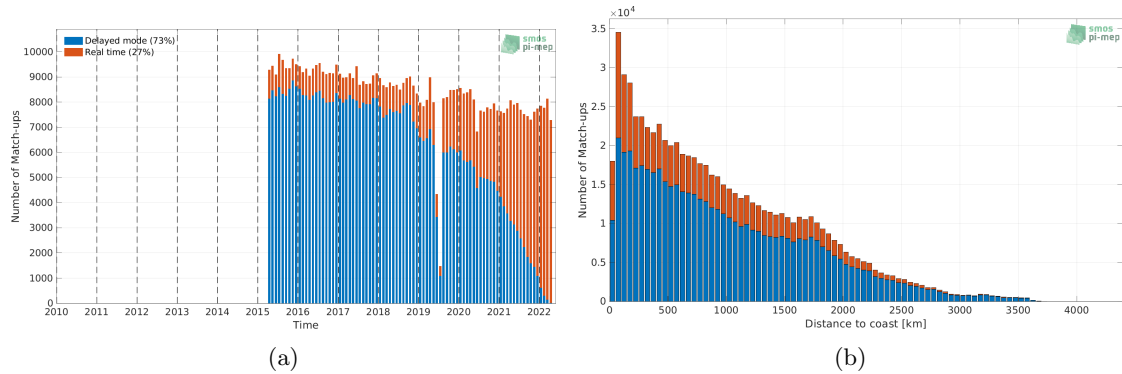 Delayed mode (73%)
Real time (27%)
smos
pi-mep
Number of Match-ups
10000
9000
8000
7000
6000
5000
4000
3000
2000
1000
0
2010 2011 2012 2013 2014 2015 2016 2017 2018 2019 2020 2021 2022
Time
(a)
×10⁴
smos
pi-mep
Number of Match-ups
3.5
3
2.5
2
1.5
1
0.5
0
0 500 1000 1500 2000 2500 3000 3500 4000
Distance to coast [km]
(b)